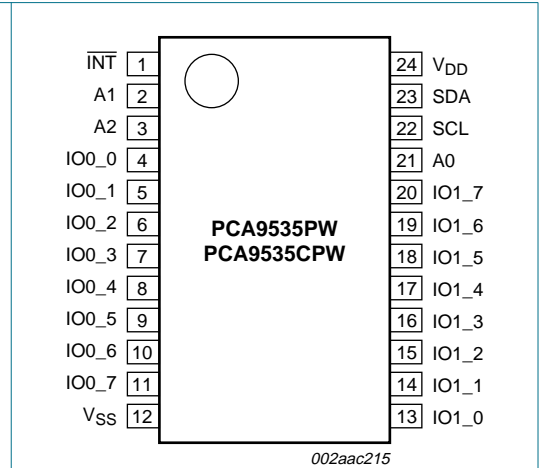 INT 1 24 VDD
A1 2 23 SDA
A2 3 22 SCL
IO0_0 4 21 A0
IO0_1 5 20 IO1_7
IO0_2 6 19 IO1_6
IO0_3 7 18 IO1_5
IO0_4 8 17 IO1_4
IO0_5 9 16 IO1_3
IO0_6 10 15 IO1_2
IO0_7 11 14 IO1_1
VSS 12 13 IO1_0
PCA9535PW
PCA9535CPW
002aac215